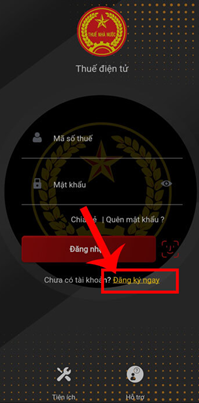 THUẾ NHÀ NƯỚC
Thuế điện tử
Mã số thuế
Mật khẩu
| Quên mật khẩu ?
Đăng
Chưa có tài khoản? Đăng ký ngay
Tiện ích
Hỗ trợ